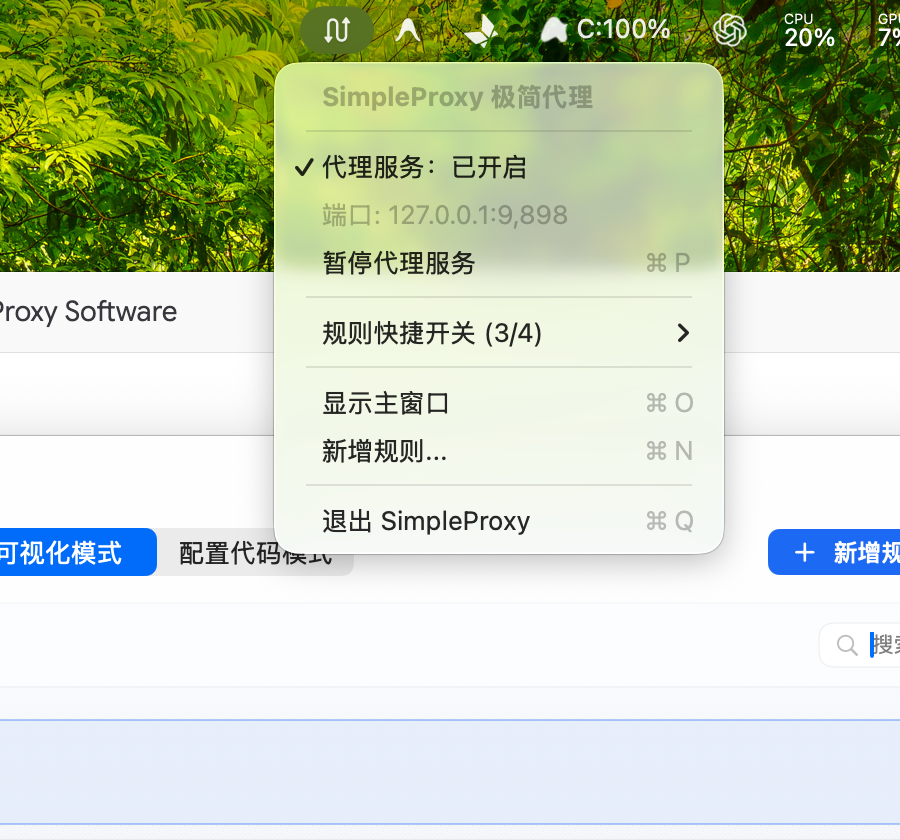 C:100%
CPU
20%
GPU
7%
SimpleProxy 极简代理
代理服务：已开启
端口: 127.0.0.1:9,898
暂停代理服务 ⌘ P
Proxy Software
规则快捷开关 (3/4)
显示主窗口 ⌘ O
新增规则... ⌘ N
退出 SimpleProxy ⌘ Q
可视化模式
配置代码模式
+ 新增规
搜索